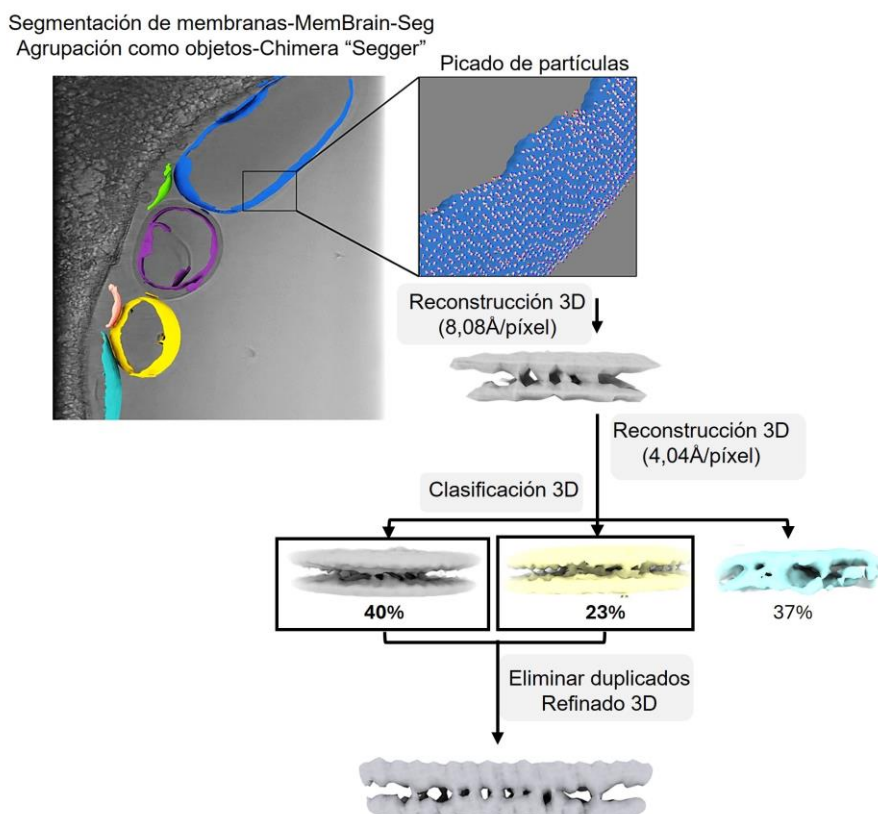 Segmentación de membranas-MemBrain-Seg
Agrupación como objetos-Chimera “Segger”
Picado de partículas
Reconstrucción 3D
(8,08Å/píxel)
Reconstrucción 3D
(4,04Å/píxel)
Clasificación 3D
40%
23%
37%
Eliminar duplicados
Refinado 3D